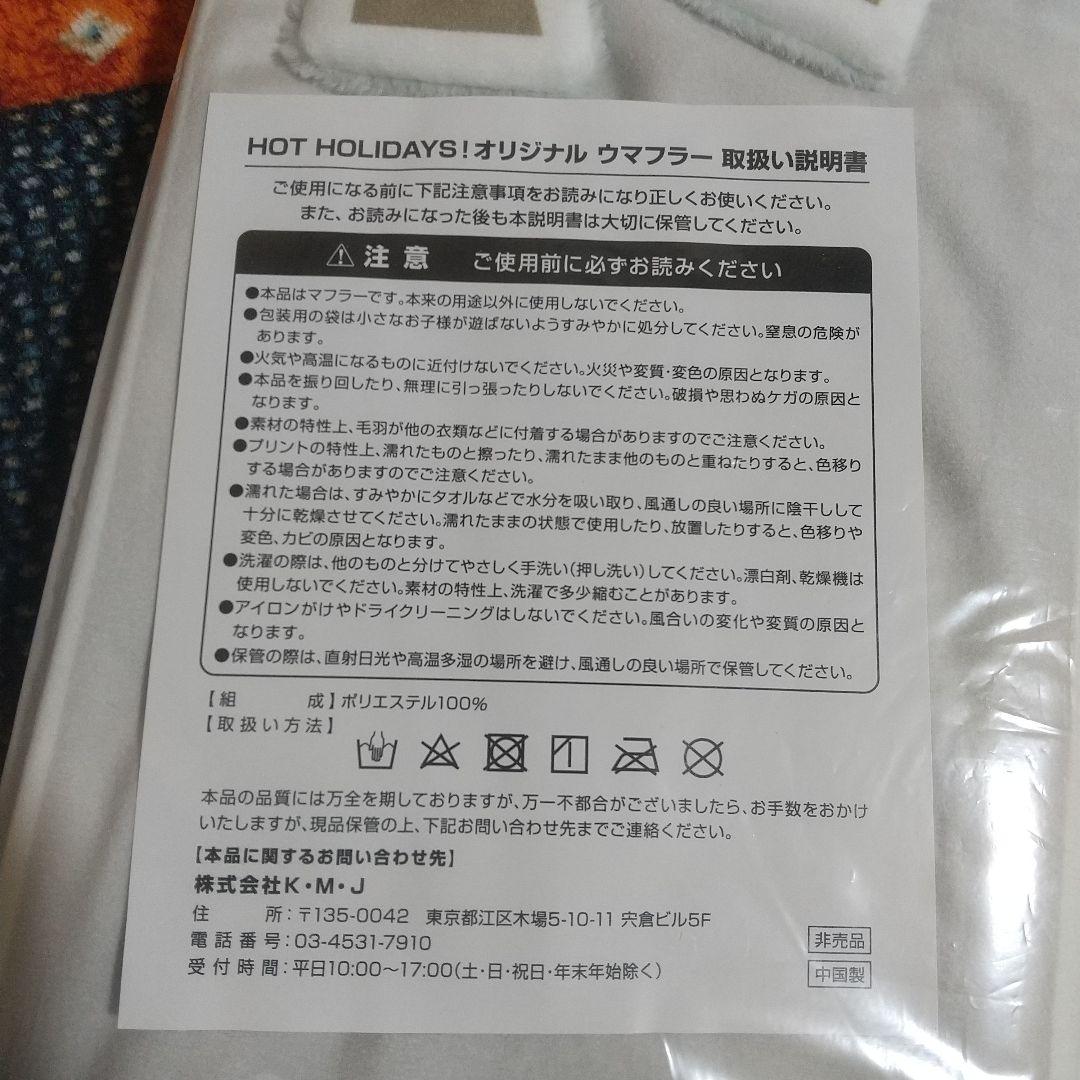 HOT HOLIDAYS!オリジナル ウマフラー 取扱い説明書
ご使用になる前に下記注意事項をお読みになり正しくお使いください。
また、お読みになった後も本説明書は大切に保管してください。
⚠注意 ご使用前に必ずお読みください
●本品はマフラーです。本来の用途以外に使用しないでください。
●包装用の袋は小さなお子様が遊ばないようすみやかに処分してください。窒息の危険が
あります。
●火気や高温になるものに近付けないでください。火災や変質・変色の原因となります。
●本品を振り回したり、無理に引っ張ったりしないでください。破損や思わぬケガの原因と
なります。
●素材の特性上、毛羽が他の衣類などに付着する場合がありますのでご注意ください。
●プリントの特性上、濡れたものと擦ったり、濡れたまま他のものと重ねたりすると、色移り
する場合がありますのでご注意ください。
●濡れた場合は、すみやかにタオルなどで水分を吸い取り、風通しの良い場所に陰干しして
十分に乾燥させてください。濡れたままの状態で使用したり、放置したりすると、色移りや
変色、カビの原因となります。
●洗濯の際は、他のものと分けてやさしく手洗い(押し洗い)してください。漂白剤、乾燥機は
使用しないでください。素材の特性上、洗濯で多少縮むことがあります。
●アイロンがけやドライクリーニングはしないでください。風合いの変化や変質の原因と
なります。
●保管の際は、直射日光や高温多湿の場所を避け、風通しの良い場所で保管してください。
【組 成】ポリエステル100%
【取扱い方法】
本品の品質には万全を期しておりますが、万一不都合がございましたら、お手数をおかけ
いたしますが、現品保管の上、下記お問い合わせ先までご連絡ください。
【本品に関するお問い合わせ先】
株式会社K・M・J
住 所:〒135-0042 東京都江区木場5-10-11 宍倉ビル5F
電話番号:03-4531-7910
受付時間:平日10:00~17:00(土・日・祝日・年末年始除く)
非売品
中国製